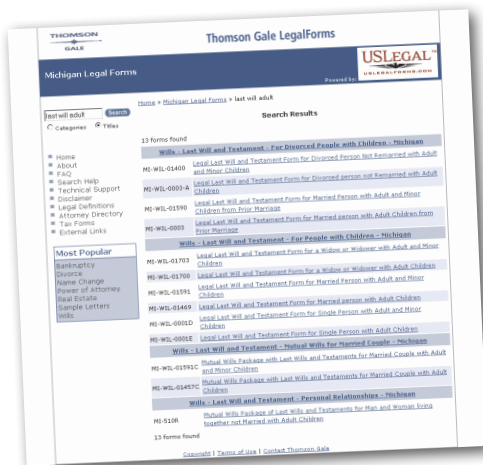 THOMSON
GALE
Thomson Gale LegalForms
Michigan Legal Forms
Powered by:
USLEGAL™
USLEGALFORMS.COM
last will adult
Search
Categories Titles
Home
About
FAQ
Search Help
Technical Support
Disclaimer
Legal Definitions
Attorney Directory
Tax Forms
External Links
Most Popular
Bankruptcy
Divorce
Name Change
Power of Attorney
Real Estate
Sample Letters
Wills
Home > Michigan Legal Forms > last will adult
Search Results
13 forms found
Wills - Last Will and Testament - For Divorced People with Children - Michigan
MI-WIL-01400 Legal Last Will and Testament Form for Divorced Person Not Remarried with Adult
and Minor Children
MI-WIL-0003-A Legal Last Will and Testament Form for Divorced person not Remarried with Adult
Children
MI-WIL-01590 Legal Last Will and Testament Form for Married Person with Adult and Minor
Children from Prior Marriage
MI-WIL-0003 Legal Last Will and Testament Form for Married person with Adult Children from
Prior Marriage
Wills - Last Will and Testament - For People with Children - Michigan
MI-WIL-01703 Legal Last Will and Testament Form for a Widow or Widower with Adult and Minor
Children
MI-WIL-01700 Legal Last Will and Testament Form for a Widow or Widower with Adult Children
MI-WIL-01591 Legal Last Will and Testament Form for Married Person with Adult and Minor
Children
MI-WIL-01469 Legal Last Will and Testament Form for Married person with Adult Children
MI-WIL-0001D Legal Last Will and Testament Form for Single Person with Adult and Minor
Children
MI-WIL-0001E Legal Last Will and Testament Form for Single Person with Adult Children
Wills - Last Will and Testament - Mutual Wills for Married Couple - Michigan
MI-WIL-01591C Mutual Wills Package with Last Wills and Testaments for Married Couple with Adult
and Minor Children
MI-WIL-01457C Mutual Wills Package with Last Wills and Testaments for Married Couple with Adult
Children
Wills - Last Will and Testament - Personal Relationships - Michigan
MI-510R Mutual Wills Package of Last Wills and Testaments for Man and Woman living
together not Married with Adult Children
13 forms found
Copyright | Terms of Use | Contact Thomson Gale